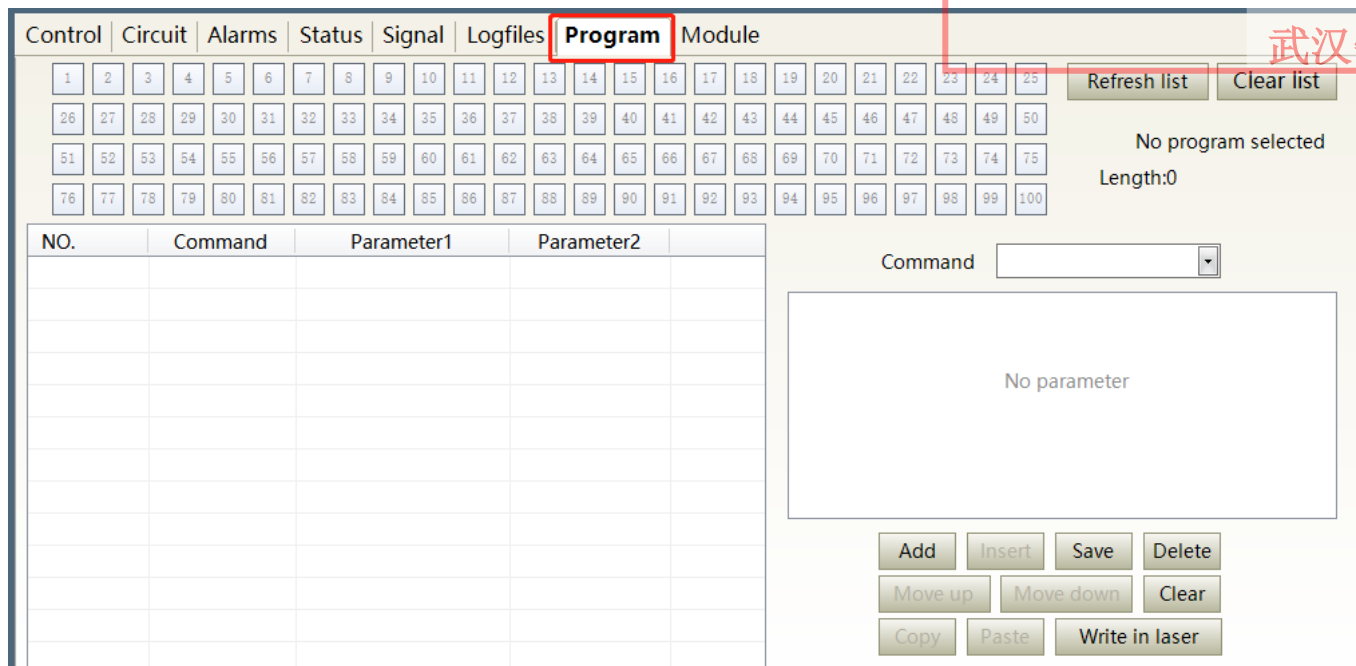 Control Circuit Alarms Status Signal Logfiles Program Module
武汉
1 2 3 4 5 6 7 8 9 10 11 12 13 14 15 16 17 18 19 20 21 22 23 24 25 Refresh list Clear list
26 27 28 29 30 31 32 33 34 35 36 37 38 39 40 41 42 43 44 45 46 47 48 49 50
No program selected
51 52 53 54 55 56 57 58 59 60 61 62 63 64 65 66 67 68 69 70 71 72 73 74 75
Length:0
76 77 78 79 80 81 82 83 84 85 86 87 88 89 90 91 92 93 94 95 96 97 98 99 100
NO. Command Parameter1 Parameter2
Command
No parameter
Add Insert Save Delete
Move up Move down Clear
Copy Paste Write in laser